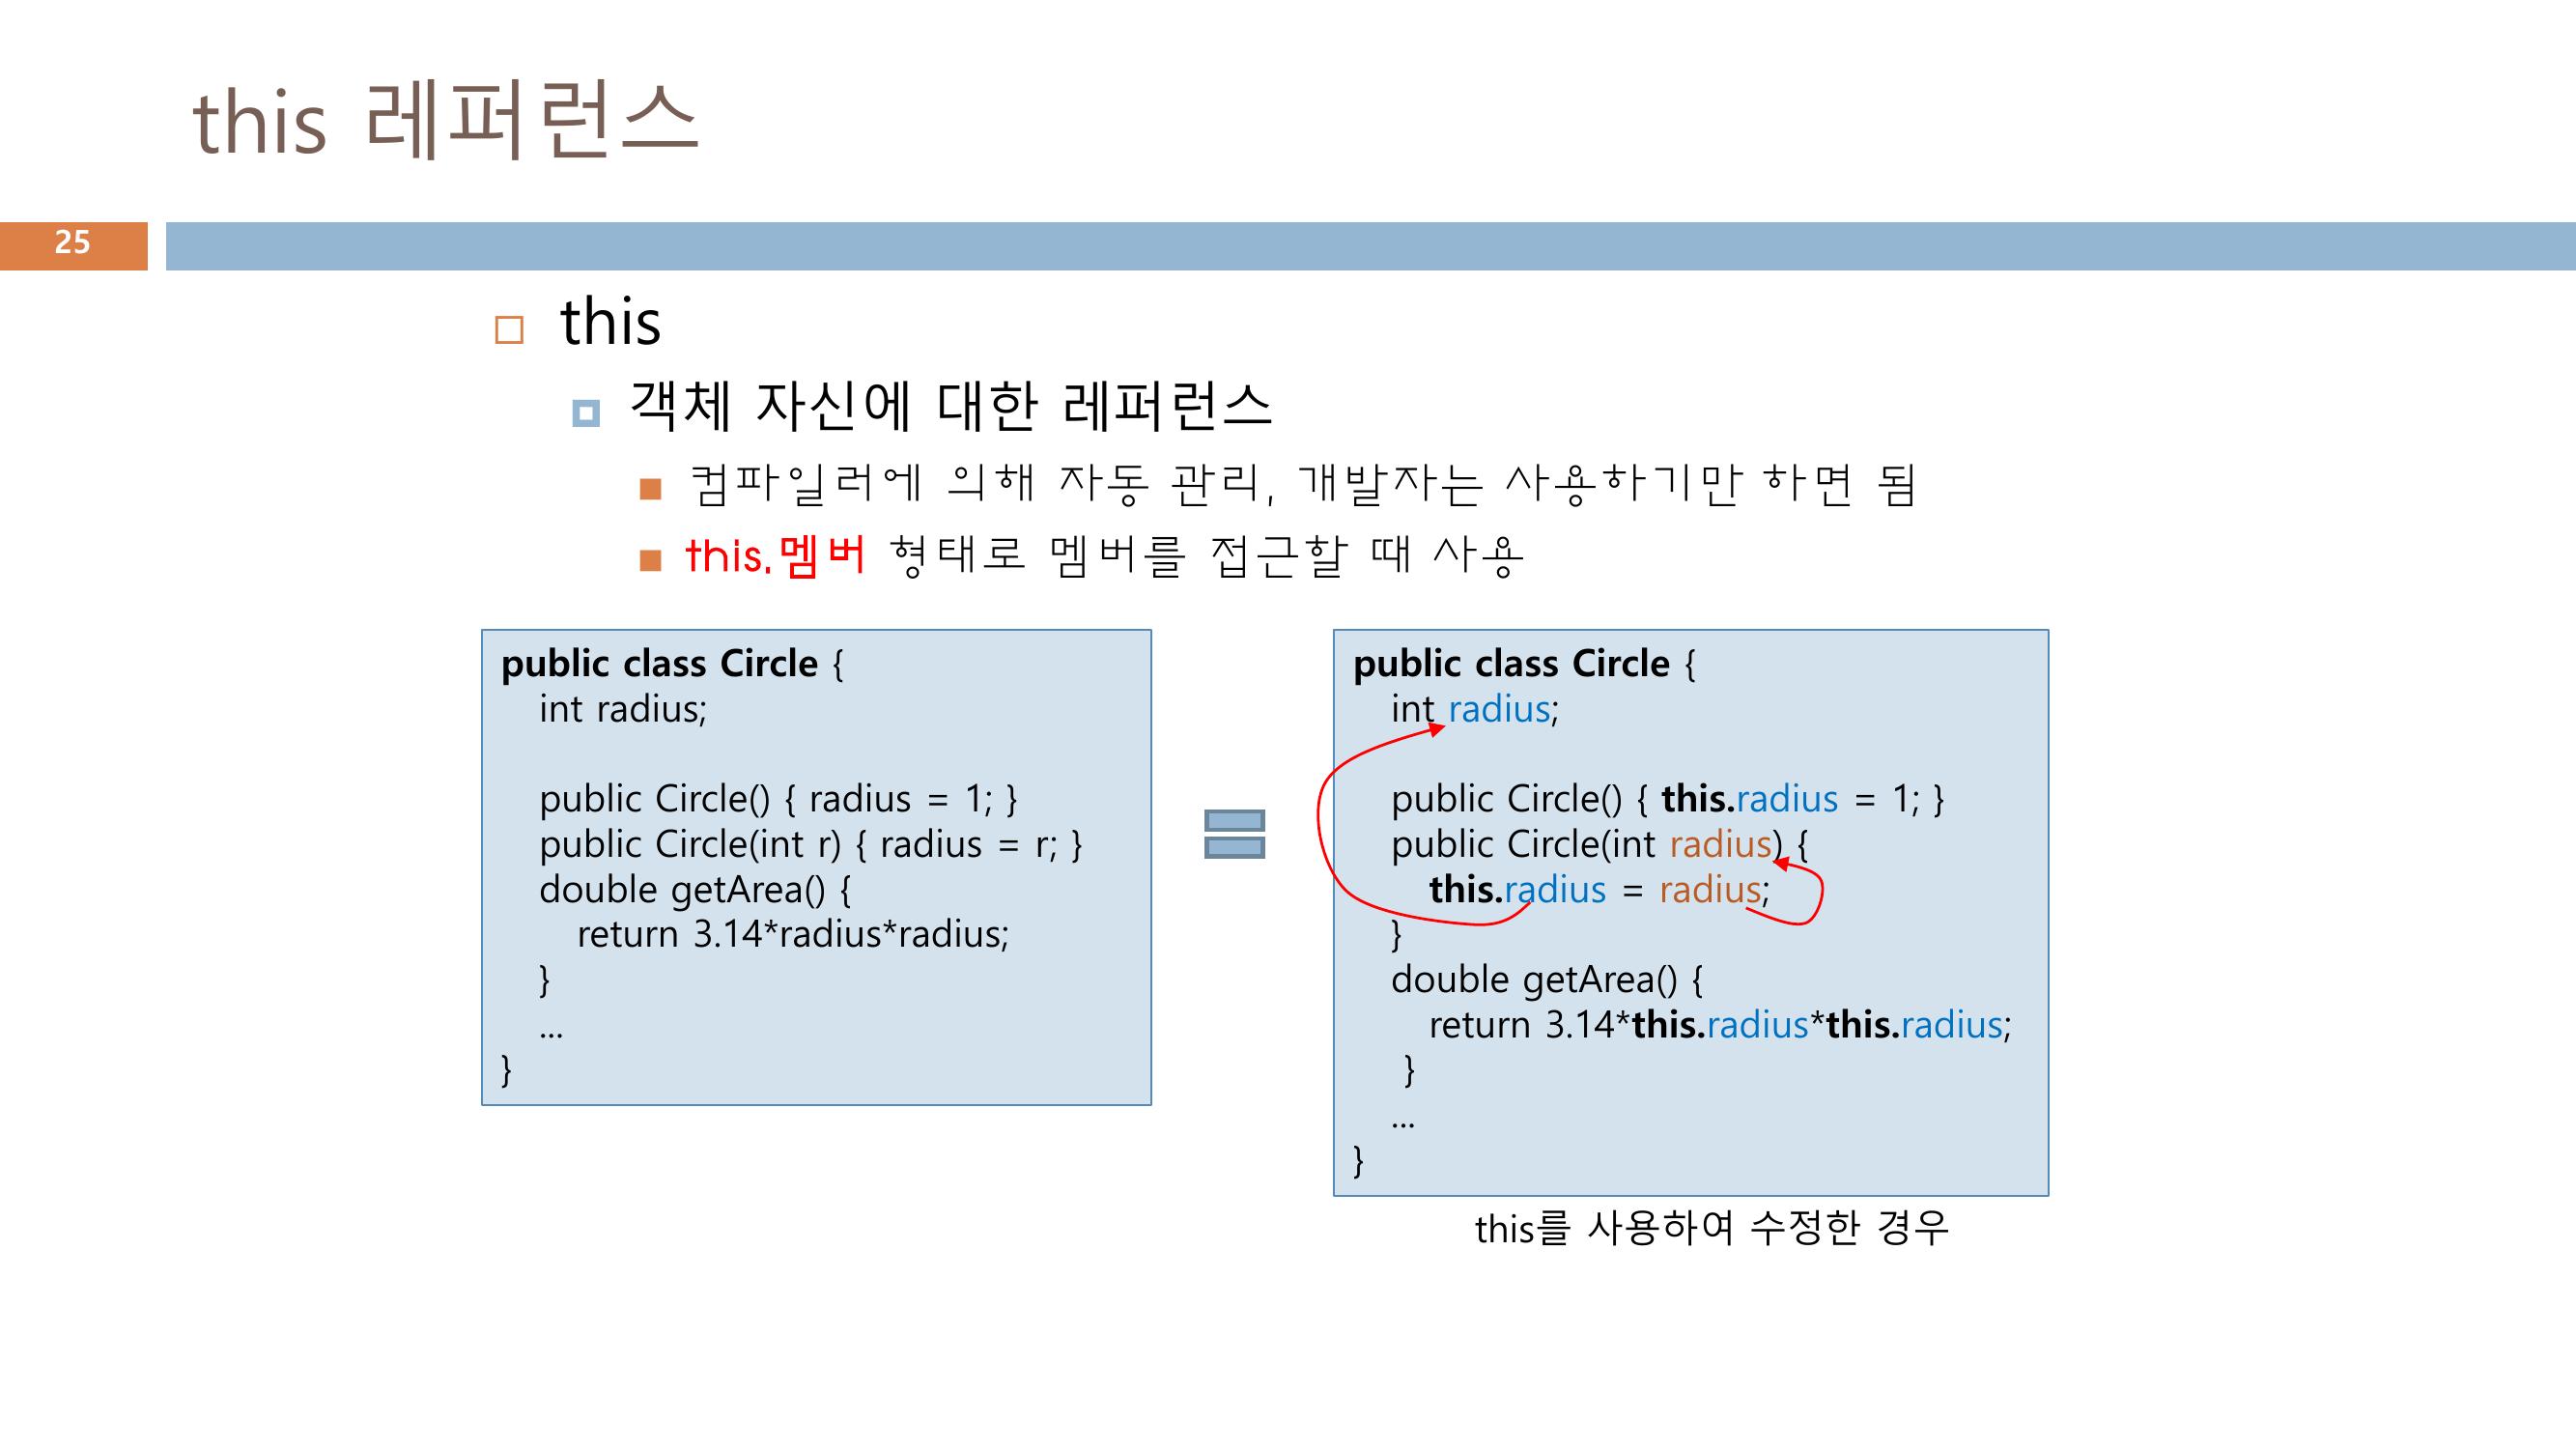 this 레퍼런스
25
this
객체 자신에 대한 레퍼런스
컴파일러에 의해 자동 관리, 개발자는 사용하기만 하면 됨
this.멤버 형태로 멤버를 접근할 때 사용
public class Circle {
int radius;
public Circle() { radius = 1; }
public Circle(int r) { radius = r; }
double getArea() {
return 3.14*radius*radius;
}
...
}
public class Circle {
int radius;
public Circle() { this.radius = 1; }
public Circle(int radius) {
this.radius = radius;
}
double getArea() {
return 3.14*this.radius*this.radius;
}
...
}
this를 사용하여 수정한 경우